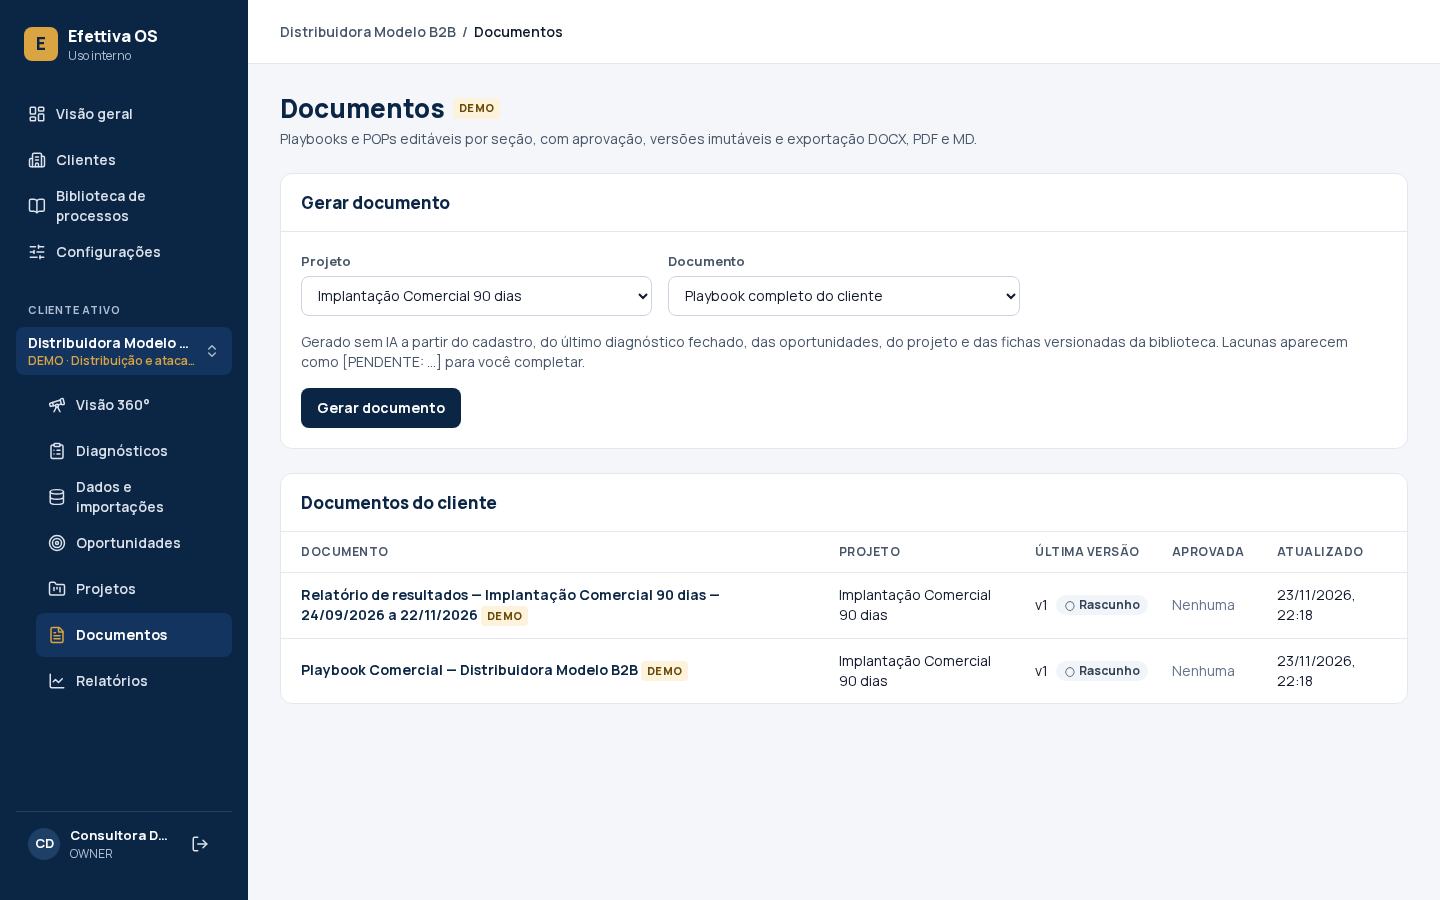 E
Efettiva OS
Uso interno
Visão geral
Clientes
Biblioteca de
processos
Configurações
CLIENTE ATIVO
Distribuidora Modelo ...
DEMO · Distribuição e ataca...
Visão 360°
Diagnósticos
Dados e
importações
Oportunidades
Projetos
Documentos
Relatórios
CD
Consultora D...
OWNER
Distribuidora Modelo B2B / Documentos
Documentos DEMO
Playbooks e POPs editáveis por seção, com aprovação, versões imutáveis e exportação DOCX, PDF e MD.
Gerar documento
Projeto Documento
Implantação Comercial 90 dias Playbook completo do cliente
Gerado sem IA a partir do cadastro, do último diagnóstico fechado, das oportunidades, do projeto e das fichas versionadas da biblioteca. Lacunas aparecem
como [PENDENTE: ...] para você completar.
Gerar documento
Documentos do cliente
DOCUMENTO PROJETO ÚLTIMA VERSÃO APROVADA ATUALIZADO
Relatório de resultados — Implantação Comercial 90 dias —
24/09/2026 a 22/11/2026 DEMO
Implantação Comercial
90 dias
v1 Rascunho
Nenhuma
23/11/2026,
22:18
Playbook Comercial — Distribuidora Modelo B2B DEMO
Implantação Comercial
90 dias
v1 Rascunho
Nenhuma
23/11/2026,
22:18